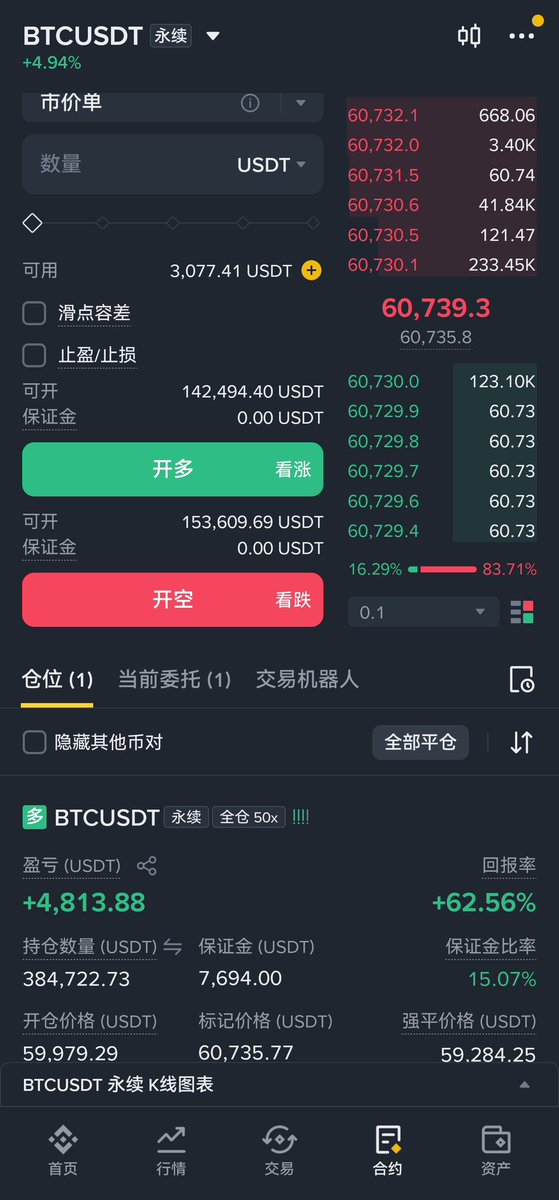 BTCUSDT 永续
+4.94%
市价单
数量 USDT
可用 3,077.41 USDT
滑点容差
止盈/止损
可开 142,494.40 USDT
保证金 0.00 USDT
开多 看涨
可开 153,609.69 USDT
保证金 0.00 USDT
开空 看跌
60,732.1 668.06
60,732.0 3.40K
60,731.5 60.74
60,730.6 41.84K
60,730.5 121.47
60,730.1 233.45K
60,739.3
60,735.8
60,730.0 123.10K
60,729.9 60.73
60,729.8 60.73
60,729.7 60.73
60,729.6 60.73
60,729.4 60.73
16.29% 83.71%
0.1
仓位 (1) 当前委托 (1) 交易机器人
隐藏其他币对 全部平仓
多 BTCUSDT 永续 全仓 50x !!!!
盈亏 (USDT) 回报率
+4,813.88 +62.56%
持仓数量 (USDT) 保证金 (USDT) 保证金比率
384,722.73 7,694.00 15.07%
开仓价格 (USDT) 标记价格 (USDT) 强平价格 (USDT)
59,979.29 60,735.77 59,284.25
BTCUSDT 永续 K线图表
首页 行情 交易 合约 资产